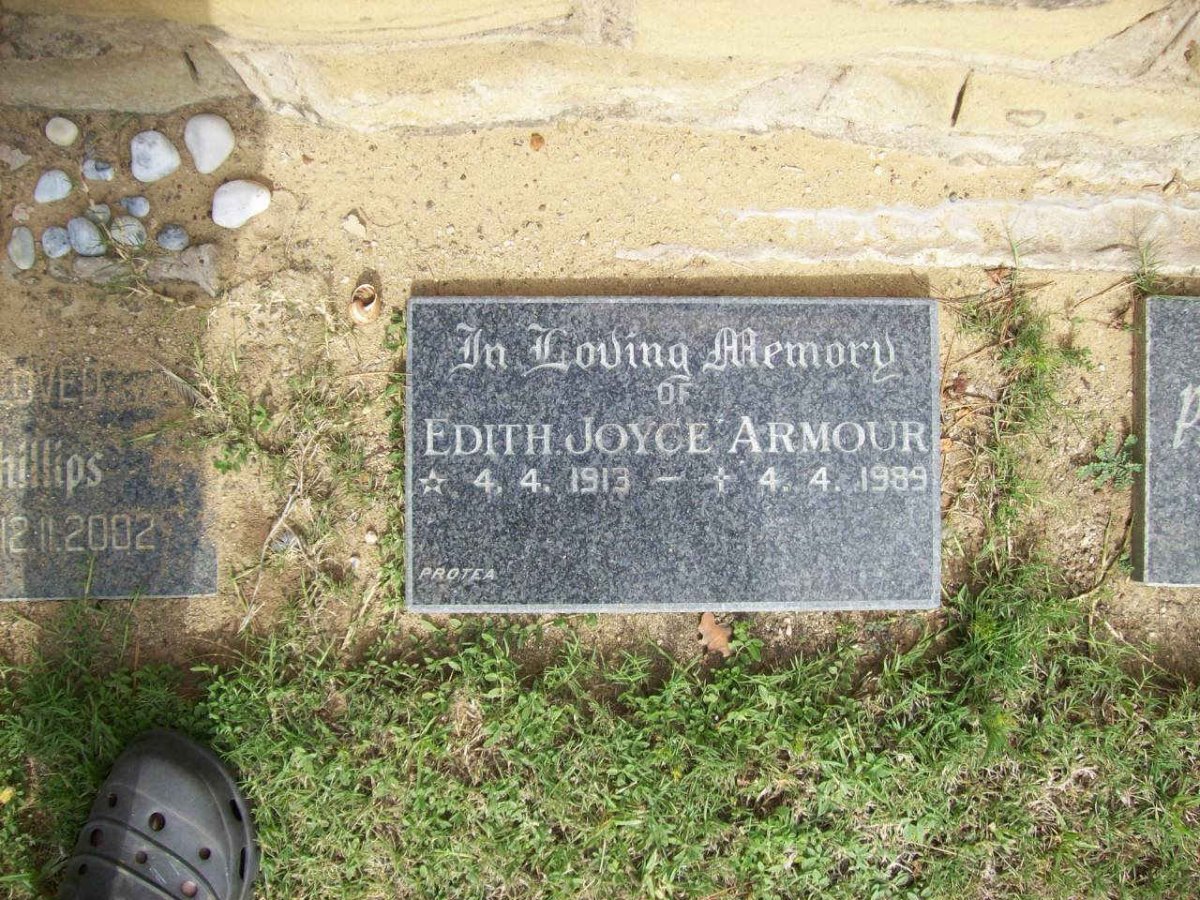 In Loving Memory
OF
EDITH JOYCE ARMOUR
☆ 4. 4. 1913 – † 4. 4. 1989
PROTEA
hillips
12.11.2002